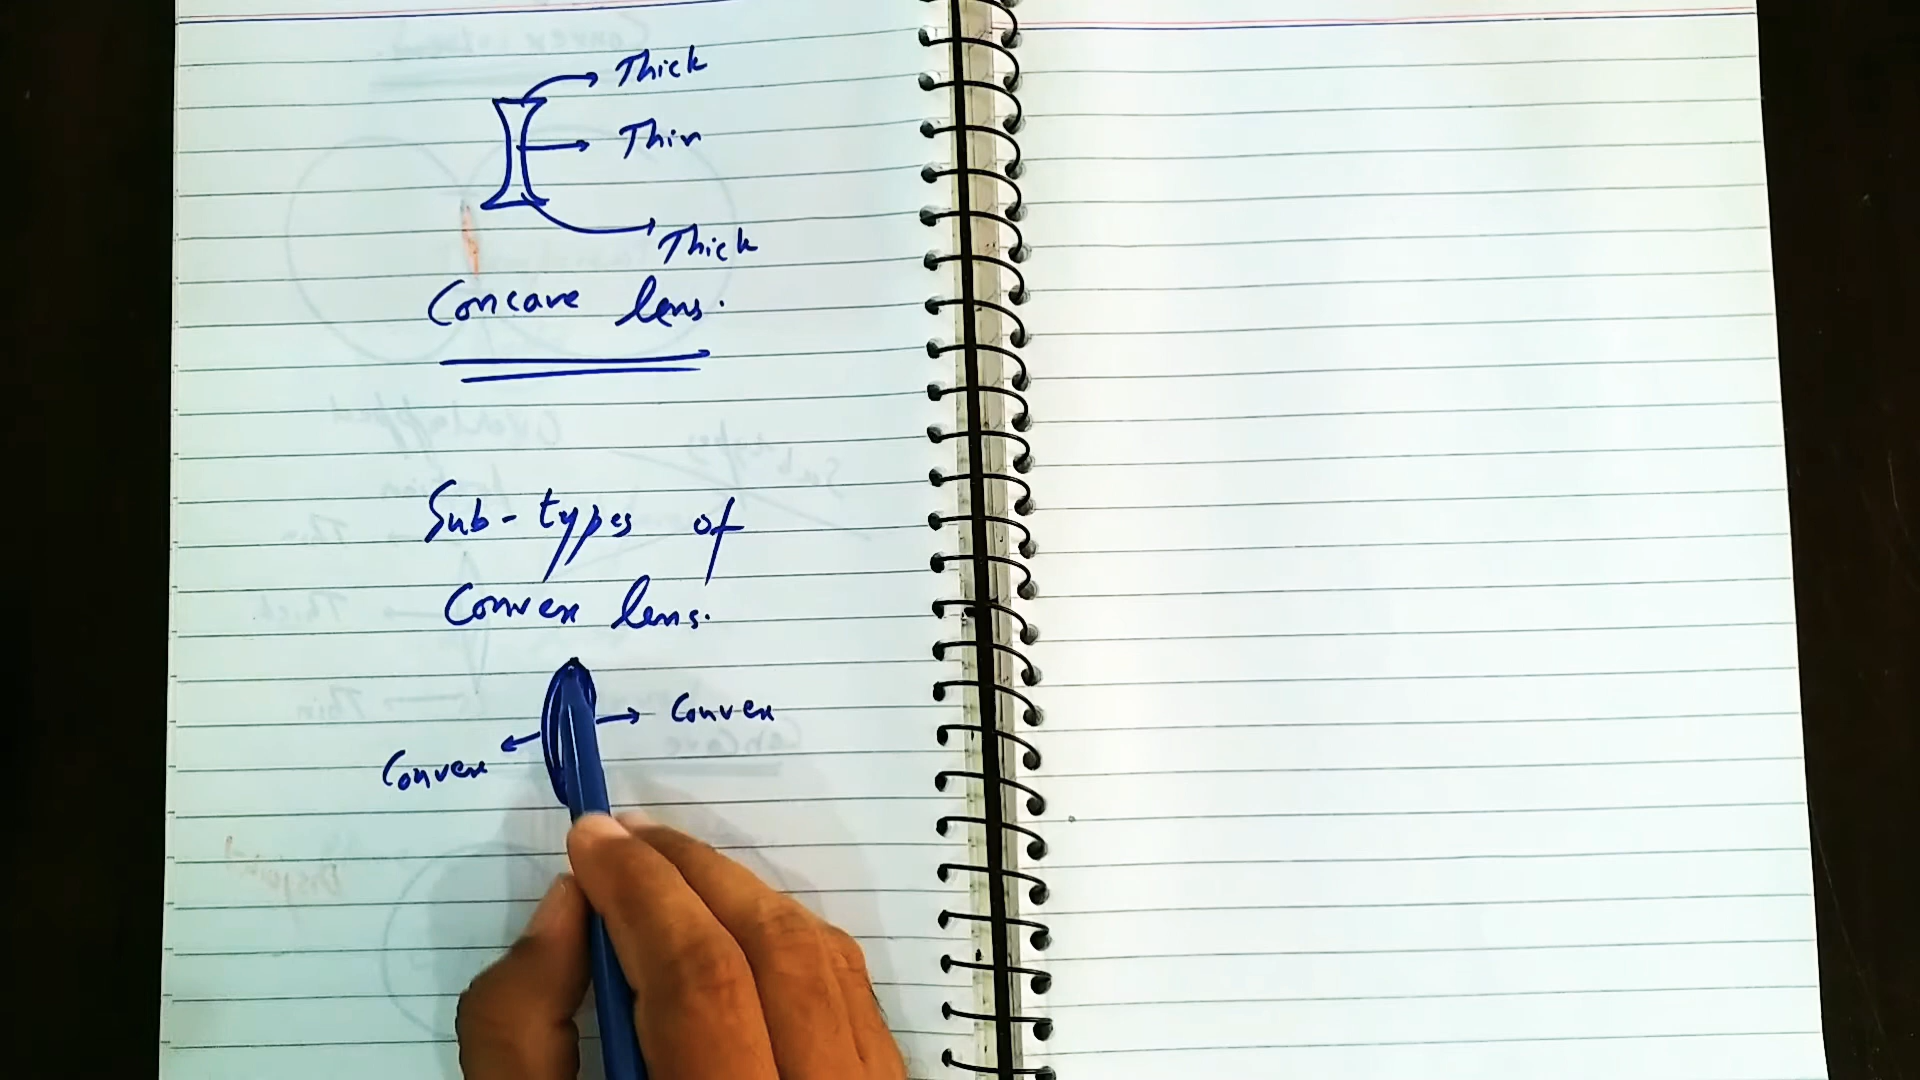 Thick
Thin
Thick
Concave lens.
Sub-types of
Convex lens.
Convex
Convex